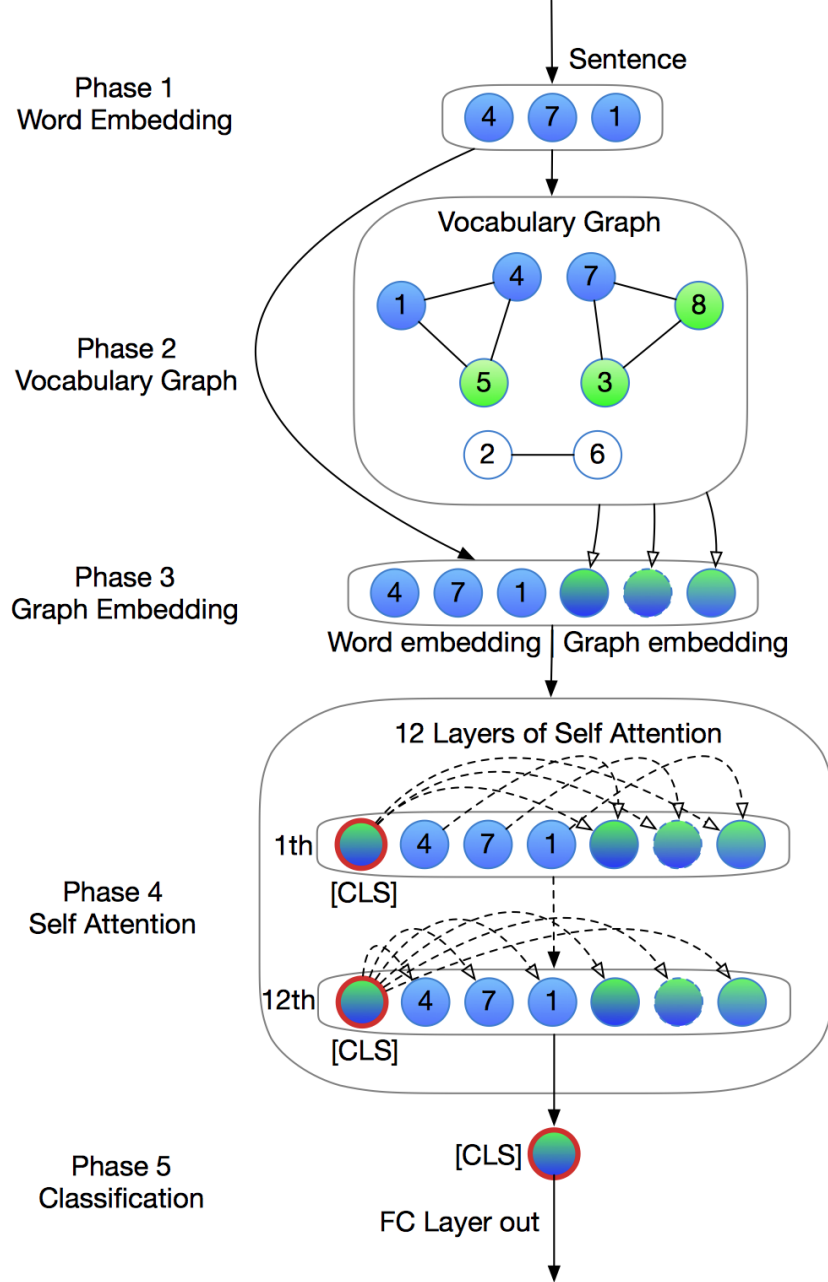 Sentence
Phase 1
Word Embedding
4 7 1
Vocabulary Graph
4 7
1 8
5 3
Phase 2
Vocabulary Graph
2 6
Phase 3
Graph Embedding
4 7 1
Word embedding Graph embedding
12 Layers of Self Attention
1th 4 7 1
[CLS]
Phase 4
Self Attention
12th 4 7 1
[CLS]
Phase 5
Classification
[CLS]
FC Layer out